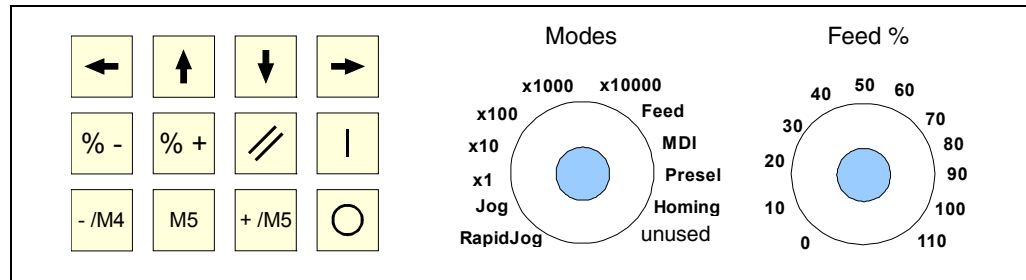 Modes
Feed %
% -
% +
|
- /M4
M5
+ /M5
x1000
x10000
x100
Feed
x10
MDI
x1
Presel
Jog
Homing
RapidJog
unused
50
40
60
30
70
20
80
90
10
100
0
110